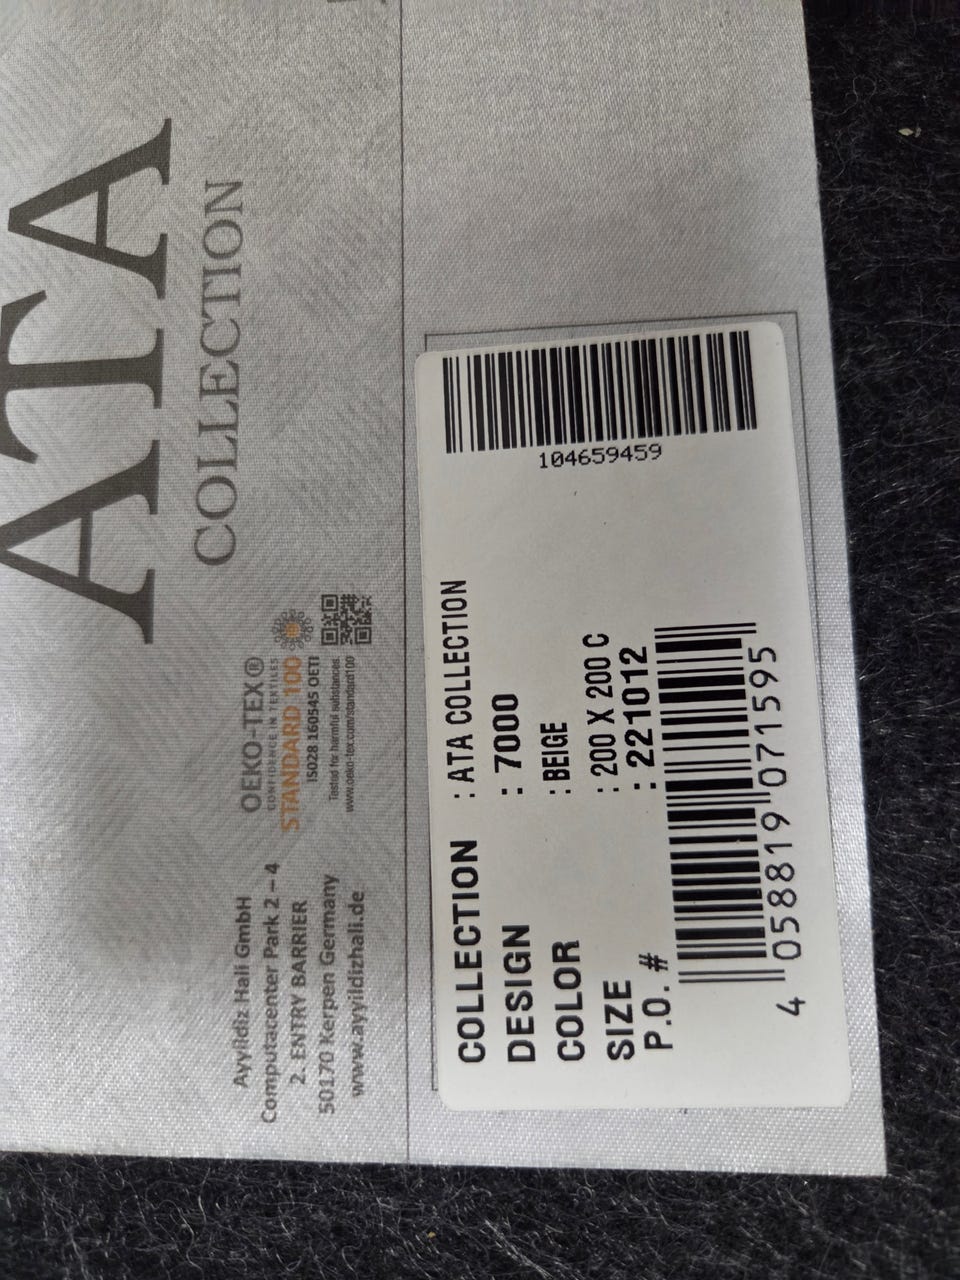 ATA
COLLECTION
Ayyildiz Hali GmbH
Computacenter Park 2 – 4
2. ENTRY BARRIER
50170 Kerpen Germany
www.ayyildizhali.de
OEKO-TEX®
CONFIDENCE IN TEXTILES
STANDARD 100
IS028 160545 OETI
Tested for harmful substances.
www.oeko-tex.com/standard100
COLLECTION : ATA COLLECTION
DESIGN : 7000
COLOR : BEIGE
SIZE : 200 X 200 C
P.O. # : 221012
4 058819 071595
104659459